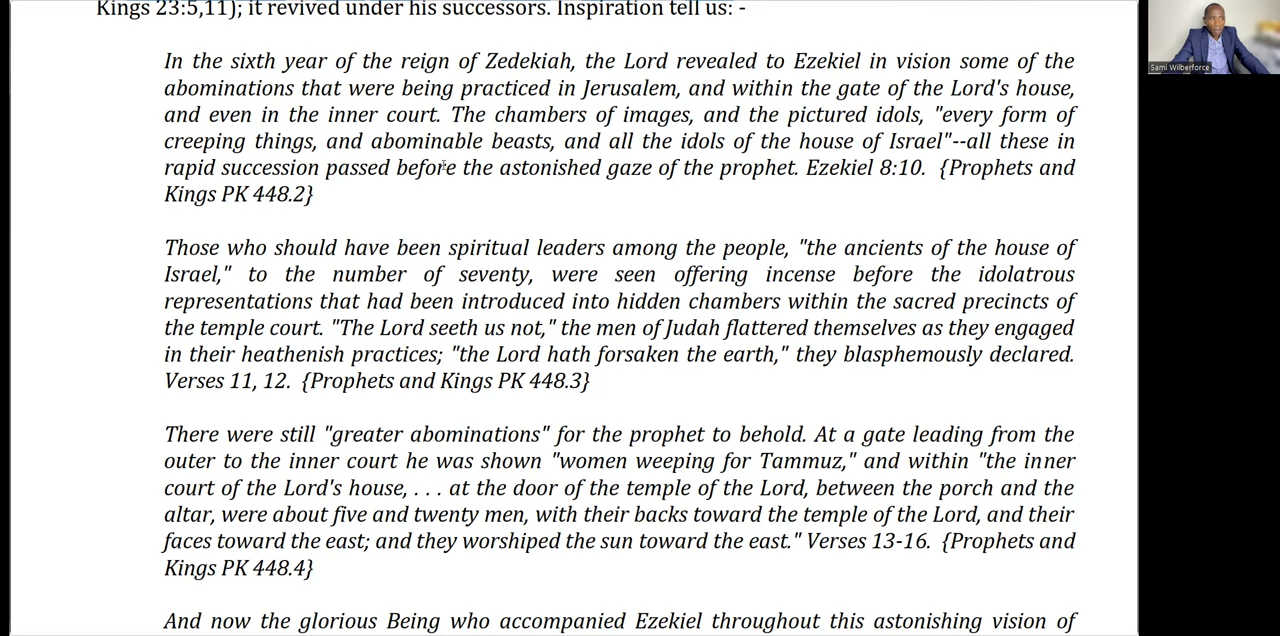 Kings 23:5,11); it revived under his successors. Inspiration tell us: -
Sami Wilberforce
In the sixth year of the reign of Zedekiah, the Lord revealed to Ezekiel in vision some of the
abominations that were being practiced in Jerusalem, and within the gate of the Lord's house,
and even in the inner court. The chambers of images, and the pictured idols, "every form of
creeping things, and abominable beasts, and all the idols of the house of Israel"--all these in
rapid succession passed before the astonished gaze of the prophet. Ezekiel 8:10. {Prophets and
Kings PK 448.2}
Those who should have been spiritual leaders among the people, "the ancients of the house of
Israel," to the number of seventy, were seen offering incense before the idolatrous
representations that had been introduced into hidden chambers within the sacred precincts of
the temple court. "The Lord seeth us not," the men of Judah flattered themselves as they engaged
in their heathenish practices; "the Lord hath forsaken the earth," they blasphemously declared.
Verses 11, 12. {Prophets and Kings PK 448.3}
There were still "greater abominations" for the prophet to behold. At a gate leading from the
outer to the inner court he was shown "women weeping for Tammuz," and within "the inner
court of the Lord's house, . . . at the door of the temple of the Lord, between the porch and the
altar, were about five and twenty men, with their backs toward the temple of the Lord, and their
faces toward the east; and they worshiped the sun toward the east." Verses 13-16. {Prophets and
Kings PK 448.4}
And now the glorious Being who accompanied Ezekiel throughout this astonishing vision of